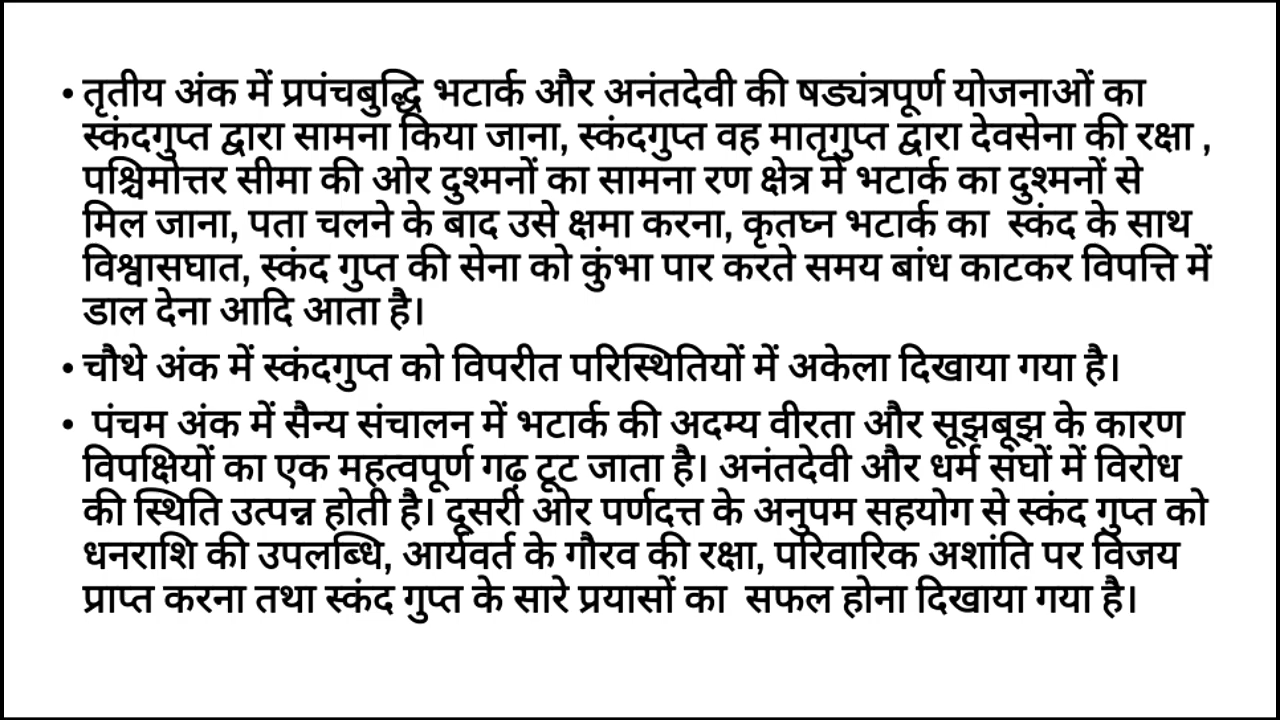 • तृतीय अंक में प्रपंचबुद्धि भटार्क और अनंतदेवी की षड्यंत्रपूर्ण योजनाओं का
स्कंदगुप्त द्वारा सामना किया जाना, स्कंदगुप्त वह मातृगुप्त द्वारा देवसेना की रक्षा ,
पश्चिमोत्तर सीमा की ओर दुश्मनों का सामना रण क्षेत्र में भटार्क का दुश्मनों से
मिल जाना, पता चलने के बाद उसे क्षमा करना, कृतघ्न भटार्क का  स्कंद के साथ
विश्वासघात, स्कंद गुप्त की सेना को कुंभा पार करते समय बांध काटकर विपत्ति में
डाल देना आदि आता है।
• चौथे अंक में स्कंदगुप्त को विपरीत परिस्थितियों में अकेला दिखाया गया है।
•  पंचम अंक में सैन्य संचालन में भटार्क की अदम्य वीरता और सूझबूझ के कारण
विपक्षियों का एक महत्वपूर्ण गढ़ टूट जाता है। अनंतदेवी और धर्म संघों में विरोध
की स्थिति उत्पन्न होती है। दूसरी ओर पर्णदत्त के अनुपम सहयोग से स्कंद गुप्त को
धनराशि की उपलब्धि, आर्यवर्त के गौरव की रक्षा, परिवारिक अशांति पर विजय
प्राप्त करना तथा स्कंद गुप्त के सारे प्रयासों का  सफल होना दिखाया गया है।